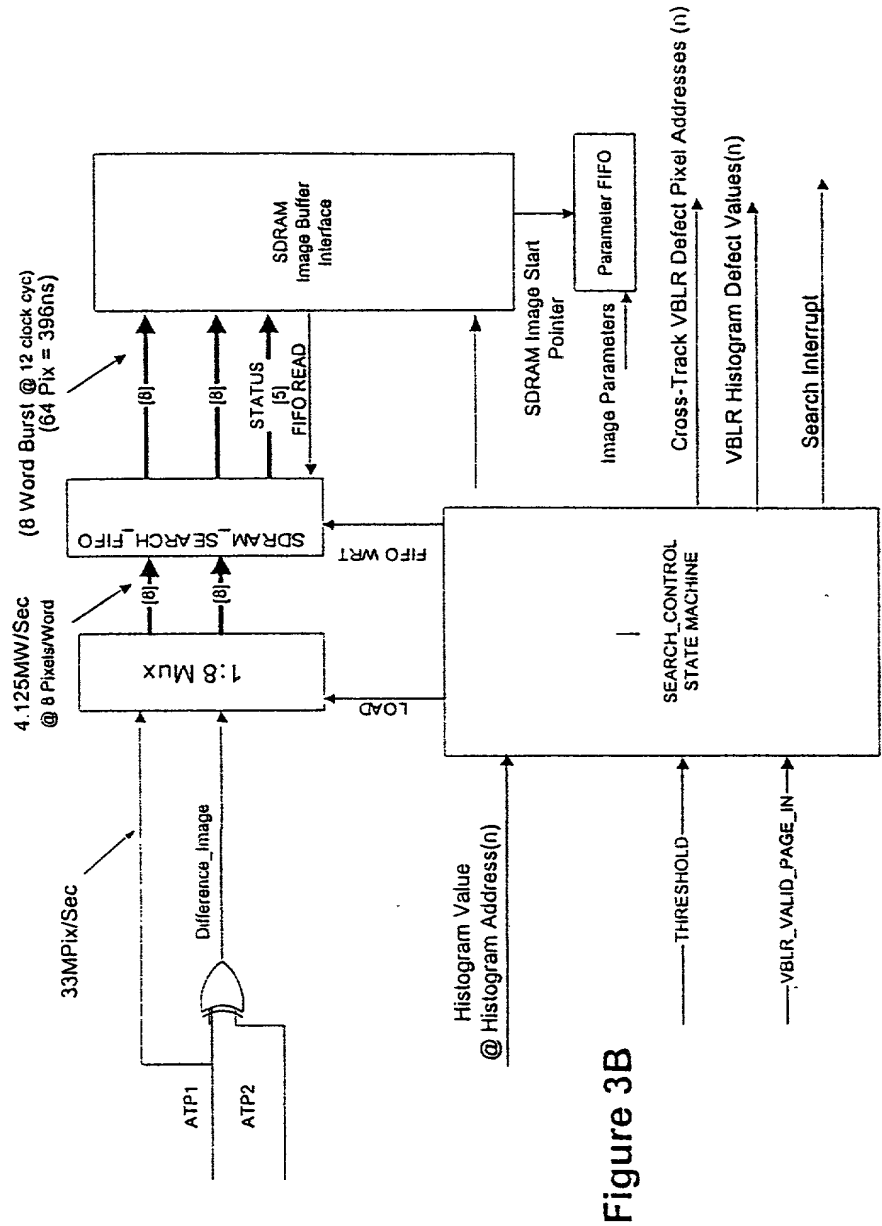 (8 Word Burst @ 12 clock cyc)
(64 Pix = 396ns)
4.125MW/Sec
@ 8 Pixels/Word
33MPix/Sec
ATP1
ATP2
Difference_Image
1:8 Mux
[8]
[8]
SDRAM_SEARCH_FIFO
[8]
[8]
STATUS
[5]
FIFO READ
SDRAM
Image Buffer
Interface
LOAD
FIFO WRT
SDRAM Image Start
Pointer
Image Parameters
Parameter FIFO
Histogram Value
@ Histogram Address(n)
THRESHOLD
VBLR_VALID_PAGE_IN
SEARCH_CONTROL
STATE MACHINE
Cross-Track VBLR Defect Pixel Addresses (n)
VBLR Histogram Defect Values(n)
Search Interrupt
Figure 3B